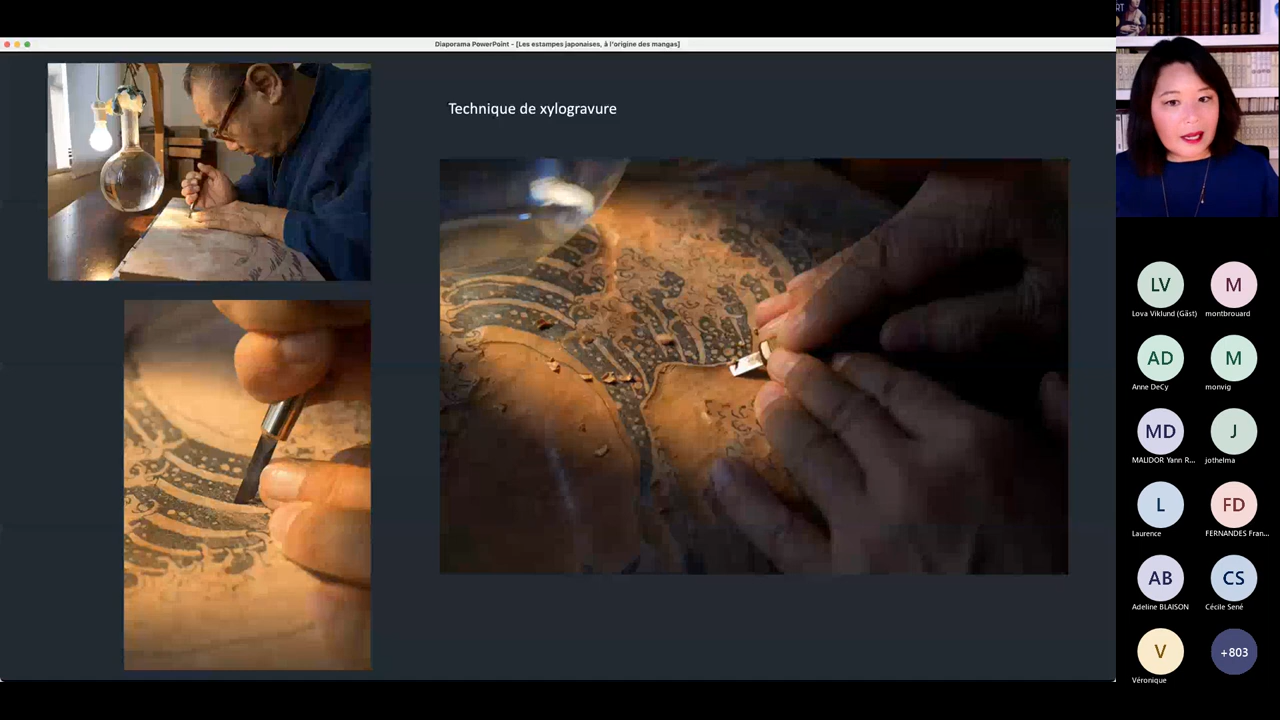 Diaporama PowerPoint - [Les estampes japonaises, à l'origine des mangas]
Technique de xylogravure
RT
LV
M
Lova Viklund (Gäst)
montbrouard
AD
M
Anne DeCy
monvig
MD
J
MALIDOR Yann R...
jothelma
L
FD
Laurence
FERNANDES Fran...
AB
CS
Adeline BLAISON
Cécile Sené
V
+803
Véronique